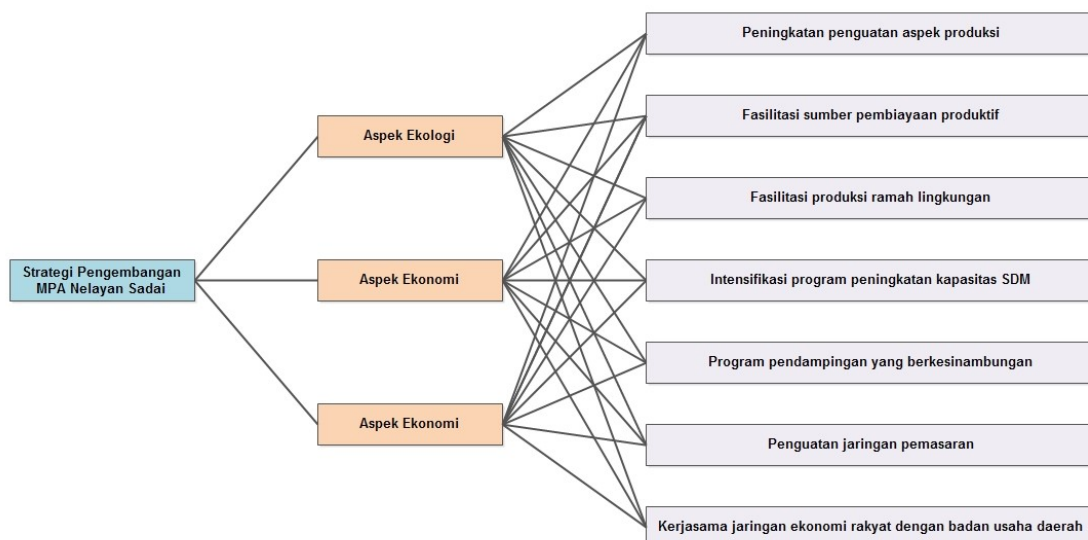 Strategi Pengembangan
MPA Nelayan Sadai
Aspek Ekologi
Aspek Ekonomi
Aspek Ekonomi
Peningkatan penguatan aspek produksi
Fasilitasi sumber pembiayaan produktif
Fasilitasi produksi ramah lingkungan
Intensifikasi program peningkatan kapasitas SDM
Program pendampingan yang berkesinambungan
Penguatan jaringan pemasaran
Kerjasama jaringan ekonomi rakyat dengan badan usaha daerah